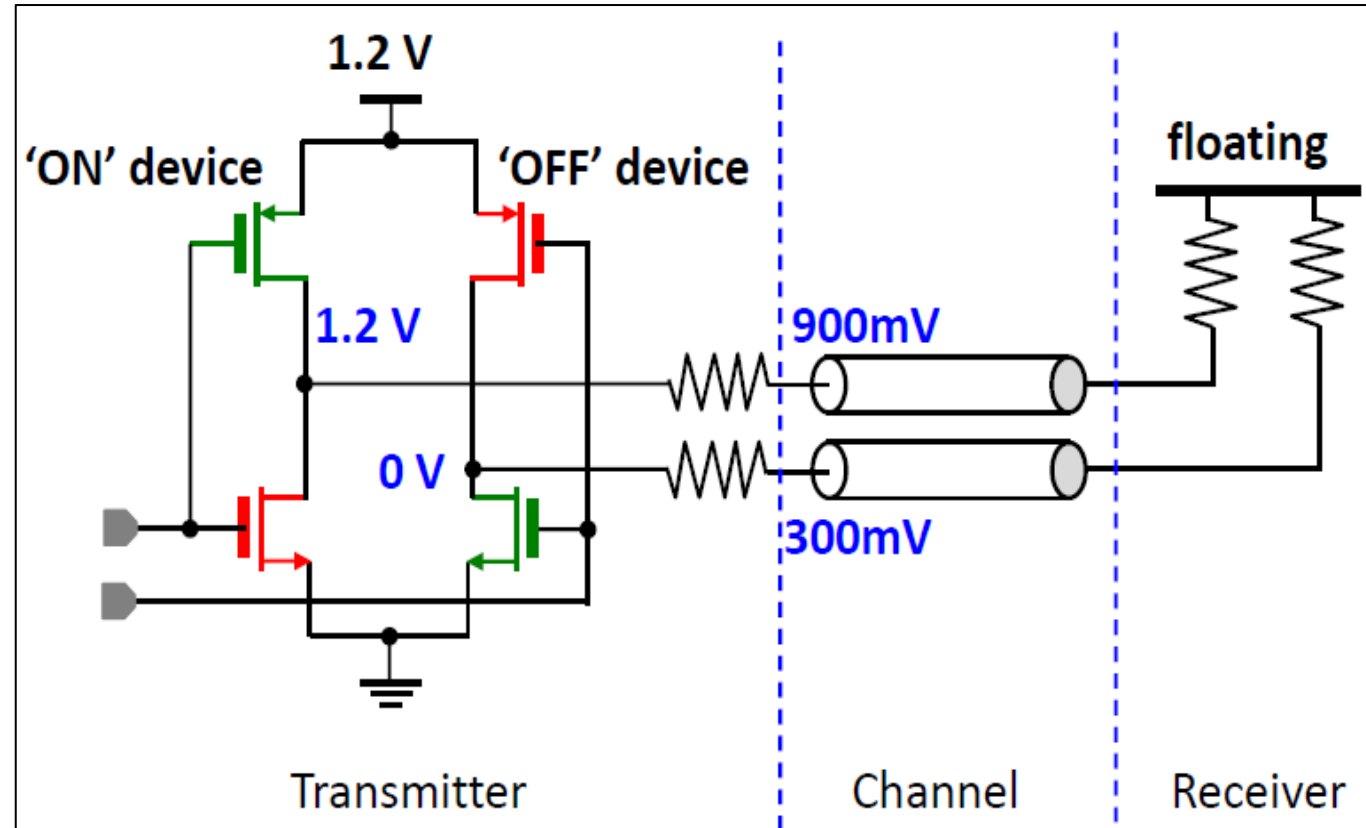 1.2 V
‘ON’ device
‘OFF’ device
floating
1.2 V
900mV
0 V
300mV
Transmitter
Channel
Receiver